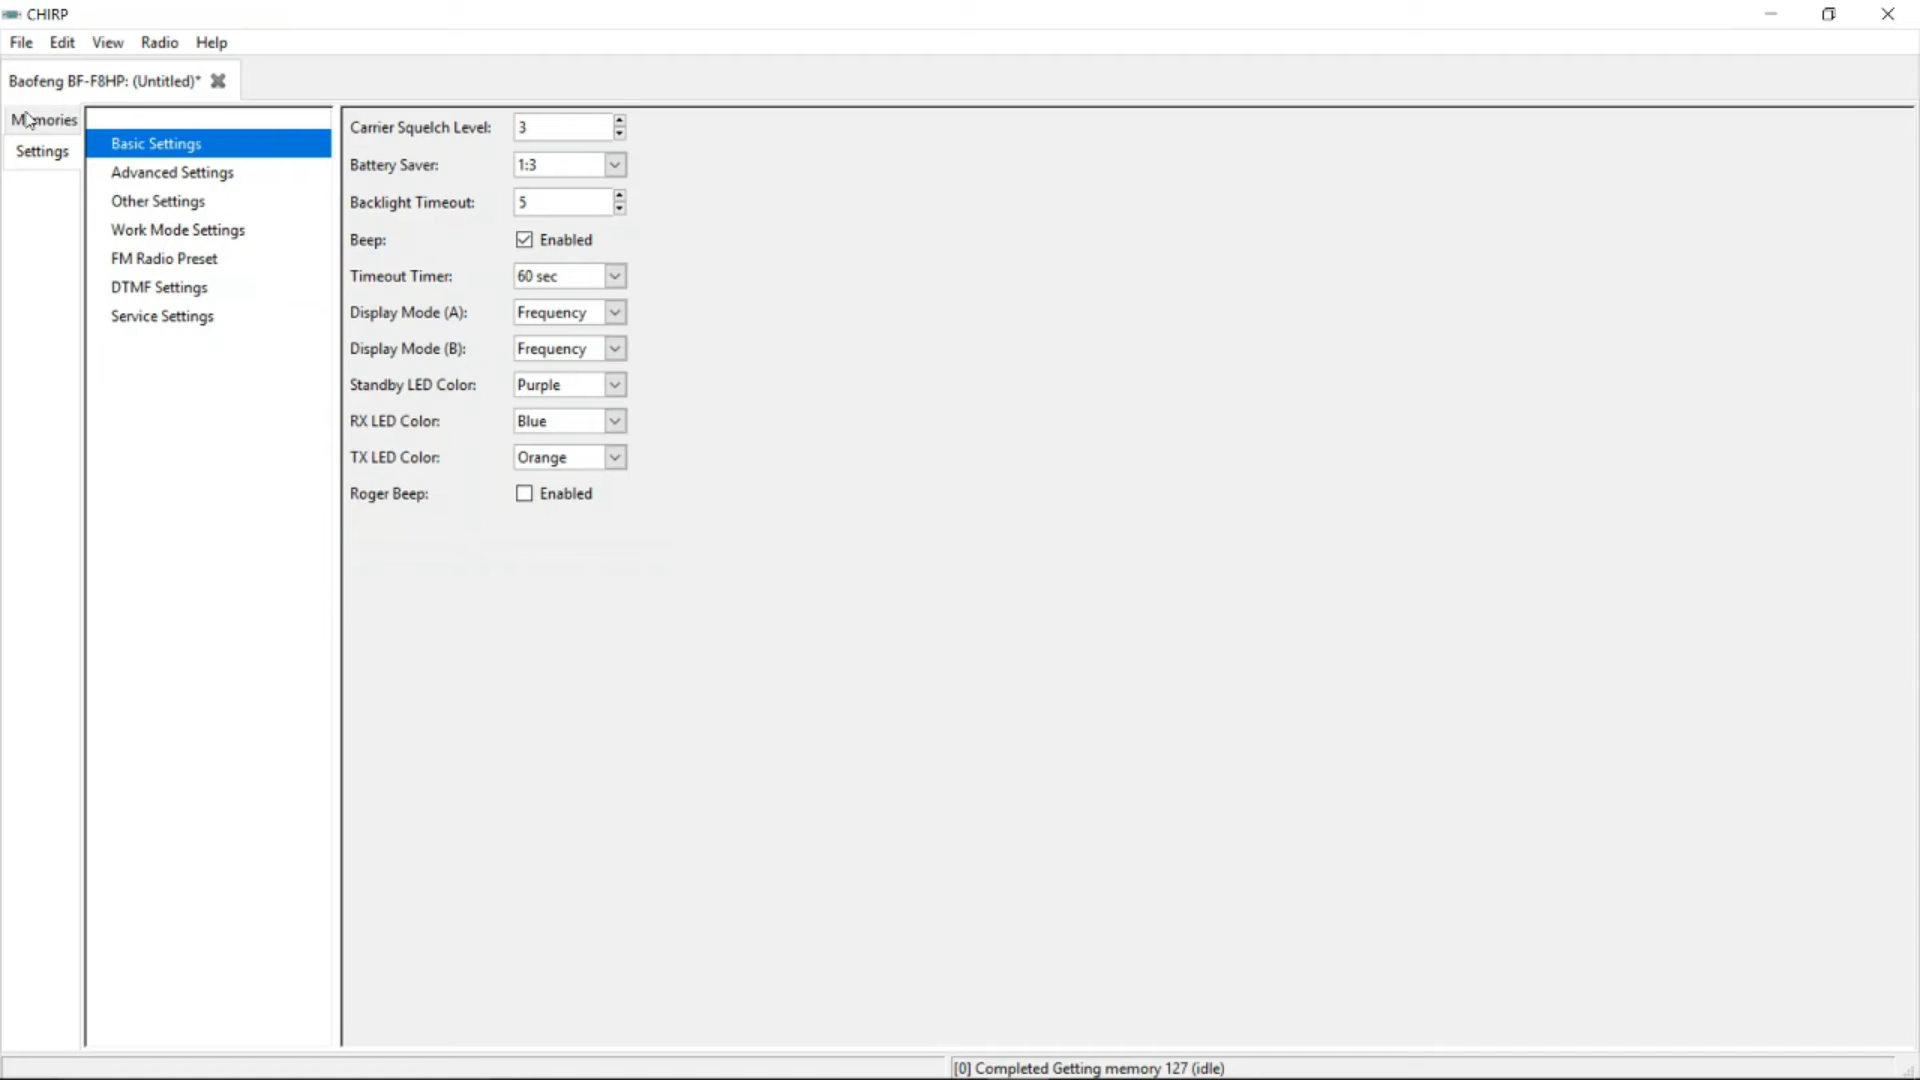 CHIRP
File Edit View Radio Help
Baofeng BF-F8HP: (Untitled)*
Memories
Settings
Basic Settings
Advanced Settings
Other Settings
Work Mode Settings
FM Radio Preset
DTMF Settings
Service Settings
Carrier Squelch Level: 3
Battery Saver: 1:3
Backlight Timeout: 5
Beep: Enabled
Timeout Timer: 60 sec
Display Mode (A): Frequency
Display Mode (B): Frequency
Standby LED Color: Purple
RX LED Color: Blue
TX LED Color: Orange
Roger Beep: Enabled
[0] Completed Getting memory 127 (idle)